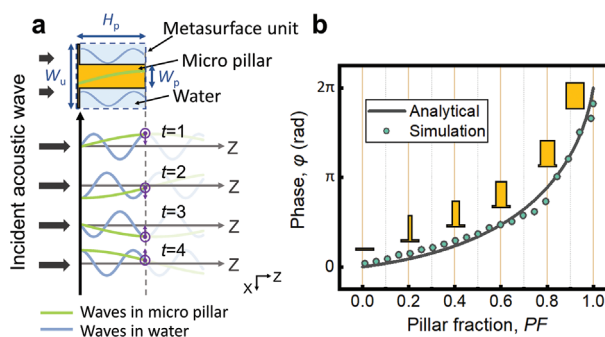 a
H_p
Metasurface unit
Micro pillar
W_u
W_p
Water
Incident acoustic wave
t=1
Z
t=2
Z
t=3
Z
t=4
Z
X
Z
Waves in micro pillar
Waves in water
b
Phase, φ (rad)
2π
π
0
Analytical
Simulation
0.0 0.2 0.4 0.6 0.8 1.0
Pillar fraction, PF